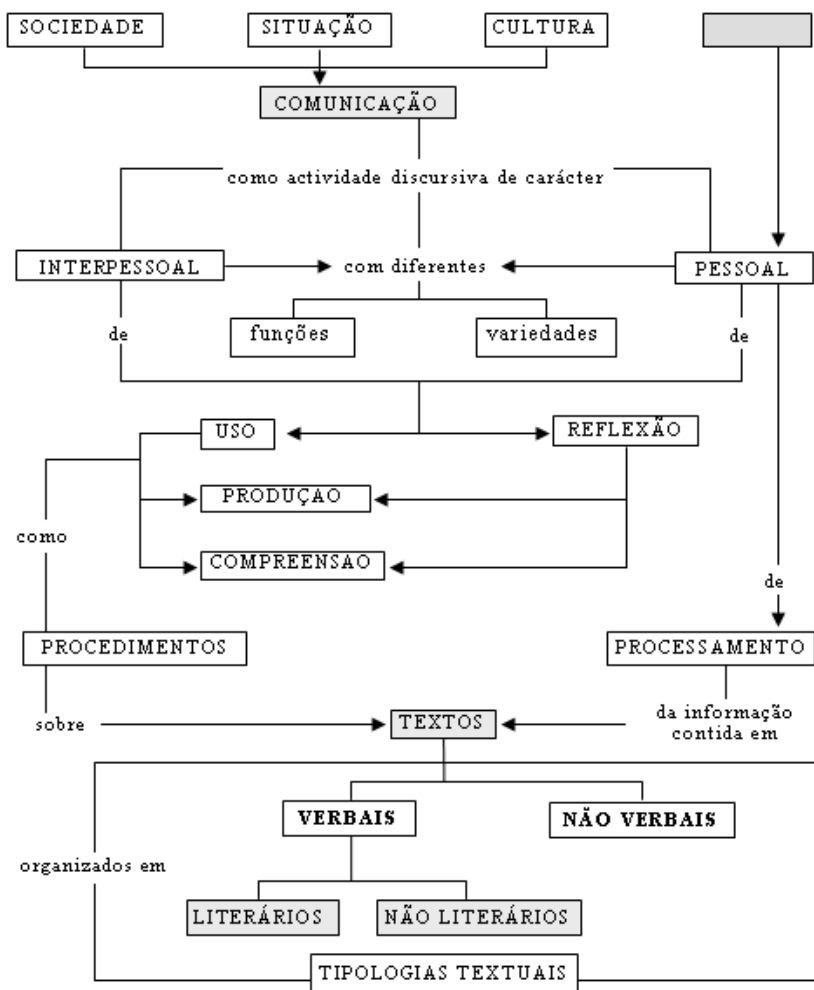 SOCIEDADE
SITUAÇÃO
CULTURA
COMUNICAÇÃO
como actividade discursiva de carácter
INTERPESSOAL
com diferentes
PESSOAL
de
funções
variedades
de
USO
REFLEXÃO
PRODUÇAO
como
COMPREENSAO
de
PROCEDIMENTOS
PROCESSAMENTO
sobre
TEXTOS
da informação
contida em
VERBAIS
NÃO VERBAIS
organizados em
LITERÁRIOS
NÃO LITERÁRIOS
TIPOLOGIAS TEXTUAIS